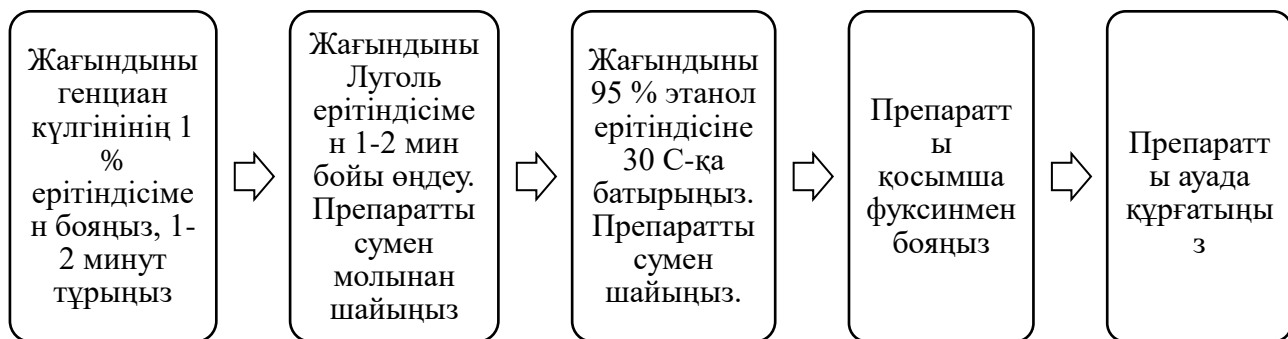 Жағындыны
генциан
күлгінінің 1
%
ерітіндісіме
н бояңыз, 1-
2 минут
тұрыңыз
Жағындыны
Луголь
ерітіндісіме
н 1-2 мин
бойы өңдеу.
Препаратты
сумен
молынан
шайыңыз
Жағындыны
95 % этанол
ерітіндісіне
30 С-қа
батырыңыз.
Препаратты
сумен
шайыңыз.
Препаратт
ы
қосымша
фуксинмен
бояңыз
Препаратт
ы ауада
құрғатыңы
з